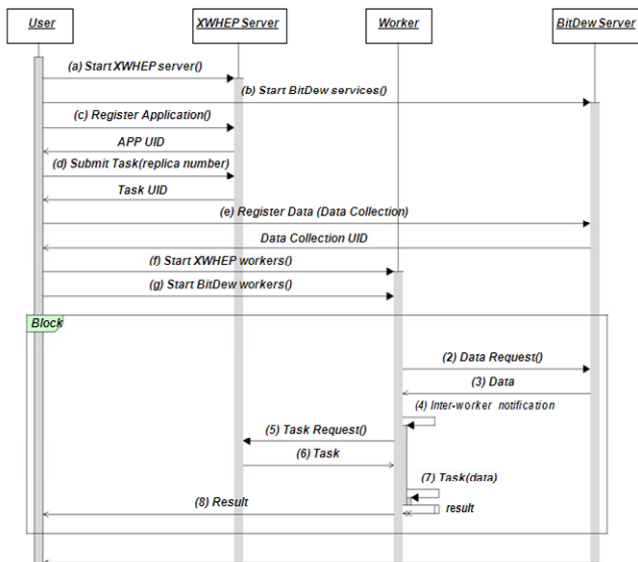 User
XWHEP Server
Worker
BitDew Server
(a) Start XWHEP server()
(b) Start BitDew services()
(c) Register Application()
APP UID
(d) Submit Task(replica number)
Task UID
(e) Register Data (Data Collection)
Data Collection UID
(f) Start XWHEP workers()
(g) Start BitDew workers()
Block
(2) Data Request()
(3) Data
(4) Inter-worker notification
(5) Task Request()
(6) Task
(7) Task(data)
(8) Result
result